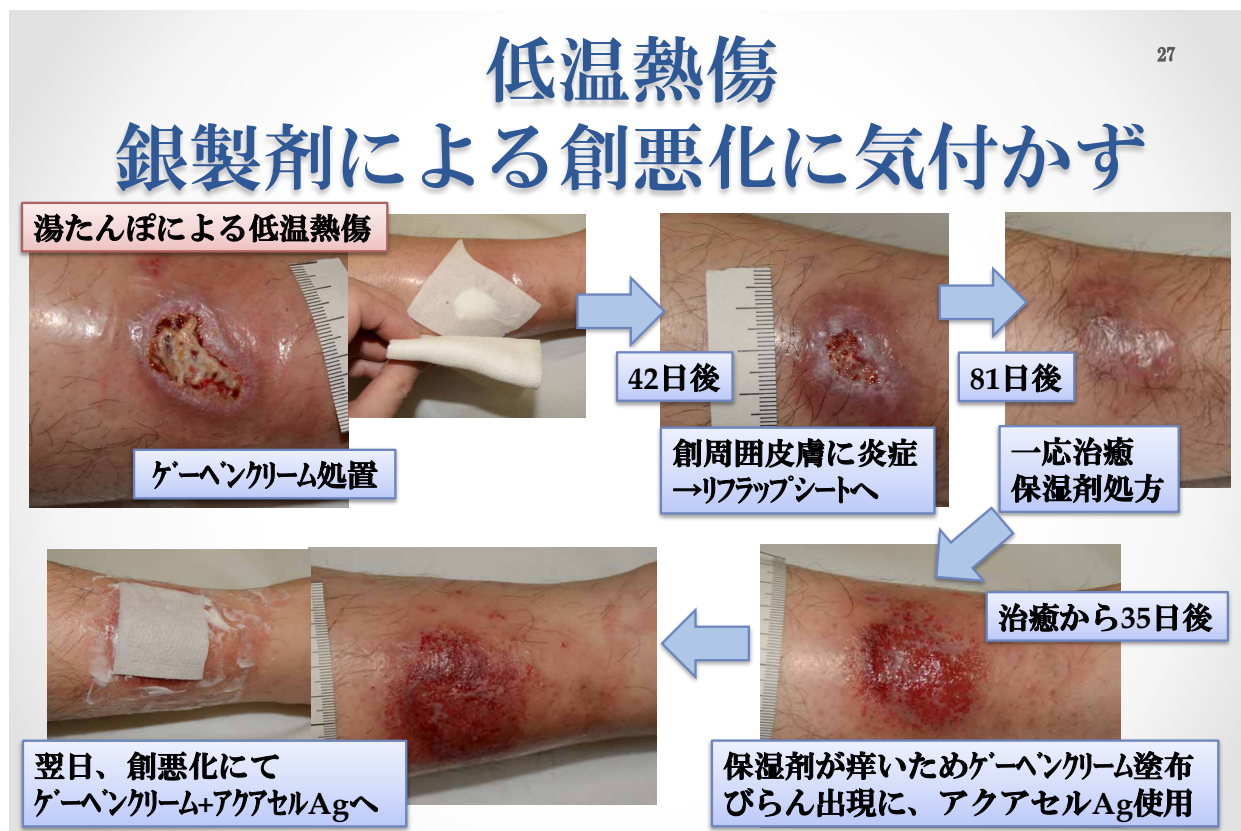 27
低温熱傷
銀製剤による創悪化に気付かず
湯たんぽによる低温熱傷
ｹﾞｰﾍﾞﾝｸﾘｰﾑ処置
42日後
創周囲皮膚に炎症
→ﾘﾌﾗｯﾌﾟｼｰﾄへ
81日後
一応治癒
保湿剤処方
治癒から35日後
保湿剤が痒いためｹﾞｰﾍﾞﾝｸﾘｰﾑ塗布
びらん出現に、アクアセルAg使用
翌日、創悪化にて
ｹﾞｰﾍﾞﾝｸﾘｰﾑ+アクアセルAgへ